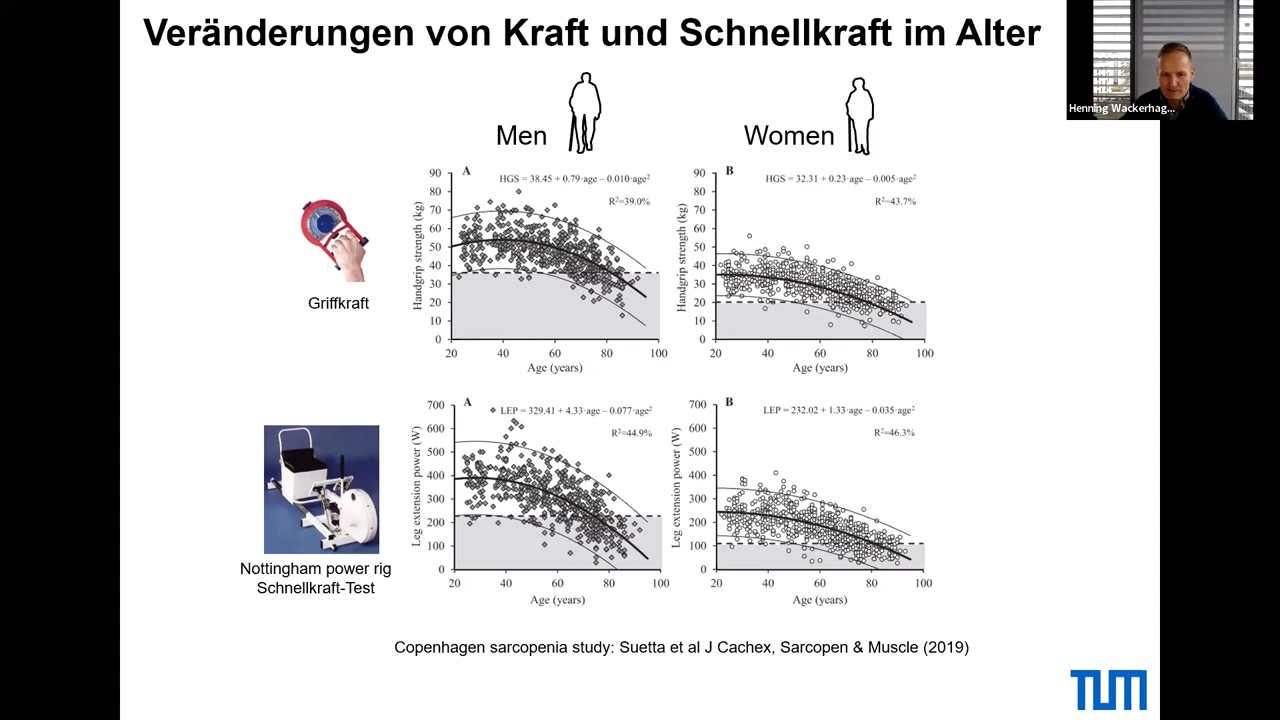 Veränderungen von Kraft und Schnellkraft im Alter
Henning Wackerhag...
Men
Women
Griffkraft
A
HGS = 38.45 + 0.79·age – 0.010·age²
R²=39.0%
Handgrip strength (kg)
90
80
70
60
50
40
30
20
10
0
20 40 60 80 100
Age (years)
B
HGS = 32.31 + 0.23·age – 0.005·age²
R²=43.7%
Handgrip strength (kg)
90
80
70
60
50
40
30
20
10
0
20 40 60 80 100
Age (years)
Nottingham power rig
Schnellkraft-Test
A
LEP = 329.41 + 4.33·age – 0.077·age²
R²=44.9%
Leg extension power (W)
700
600
500
400
300
200
100
0
20 40 60 80 100
Age (years)
B
LEP = 232.02 + 1.33·age – 0.035·age²
R²=46.3%
Leg extension power (W)
700
600
500
400
300
200
100
0
20 40 60 80 100
Age (years)
Copenhagen sarcopenia study: Suetta et al J Cachex, Sarcopen & Muscle (2019)
TUM